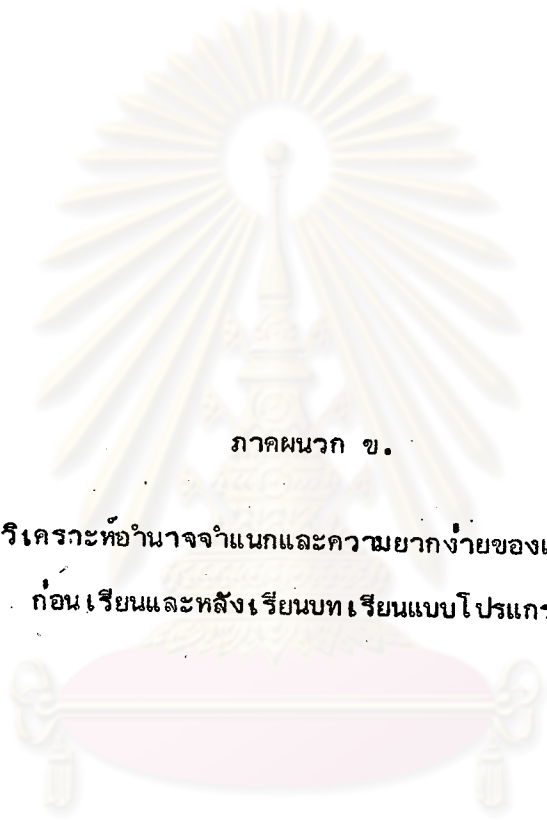 ภาคผนวก ข.
วิเคราะห์อำนาจจำแนกและความยากง่ายของ
ก่อนเรียนและหลังเรียนบทเรียนแบบโปรแกร